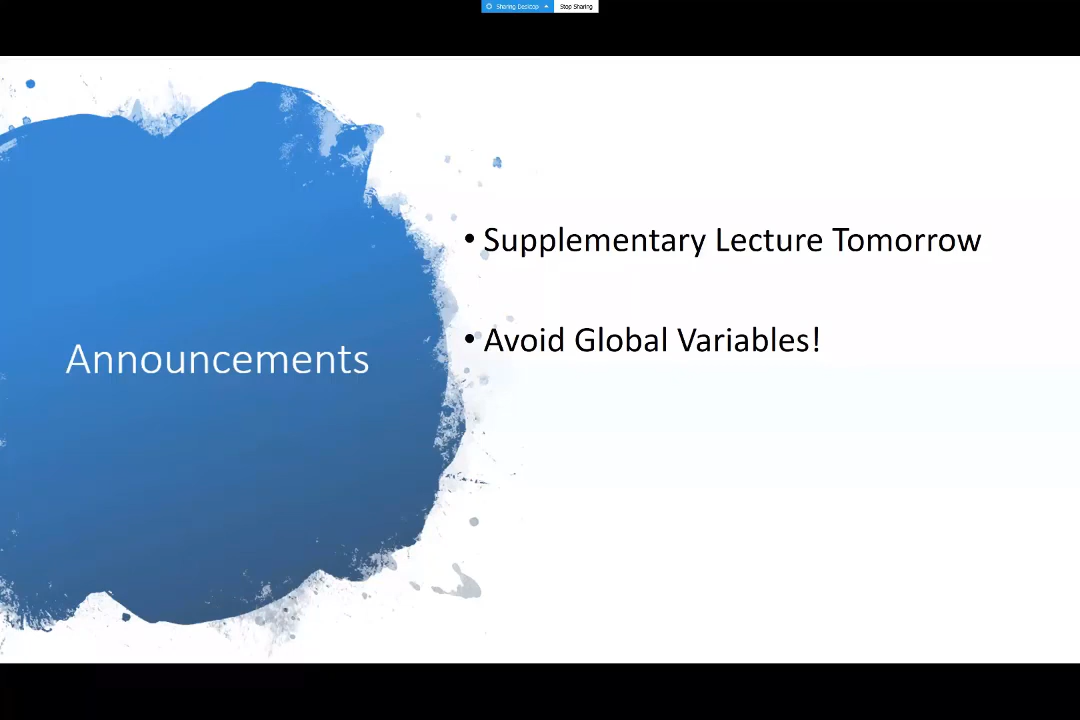 Sharing Desktop Stop Sharing
• Supplementary Lecture Tomorrow
• Avoid Global Variables!
Announcements